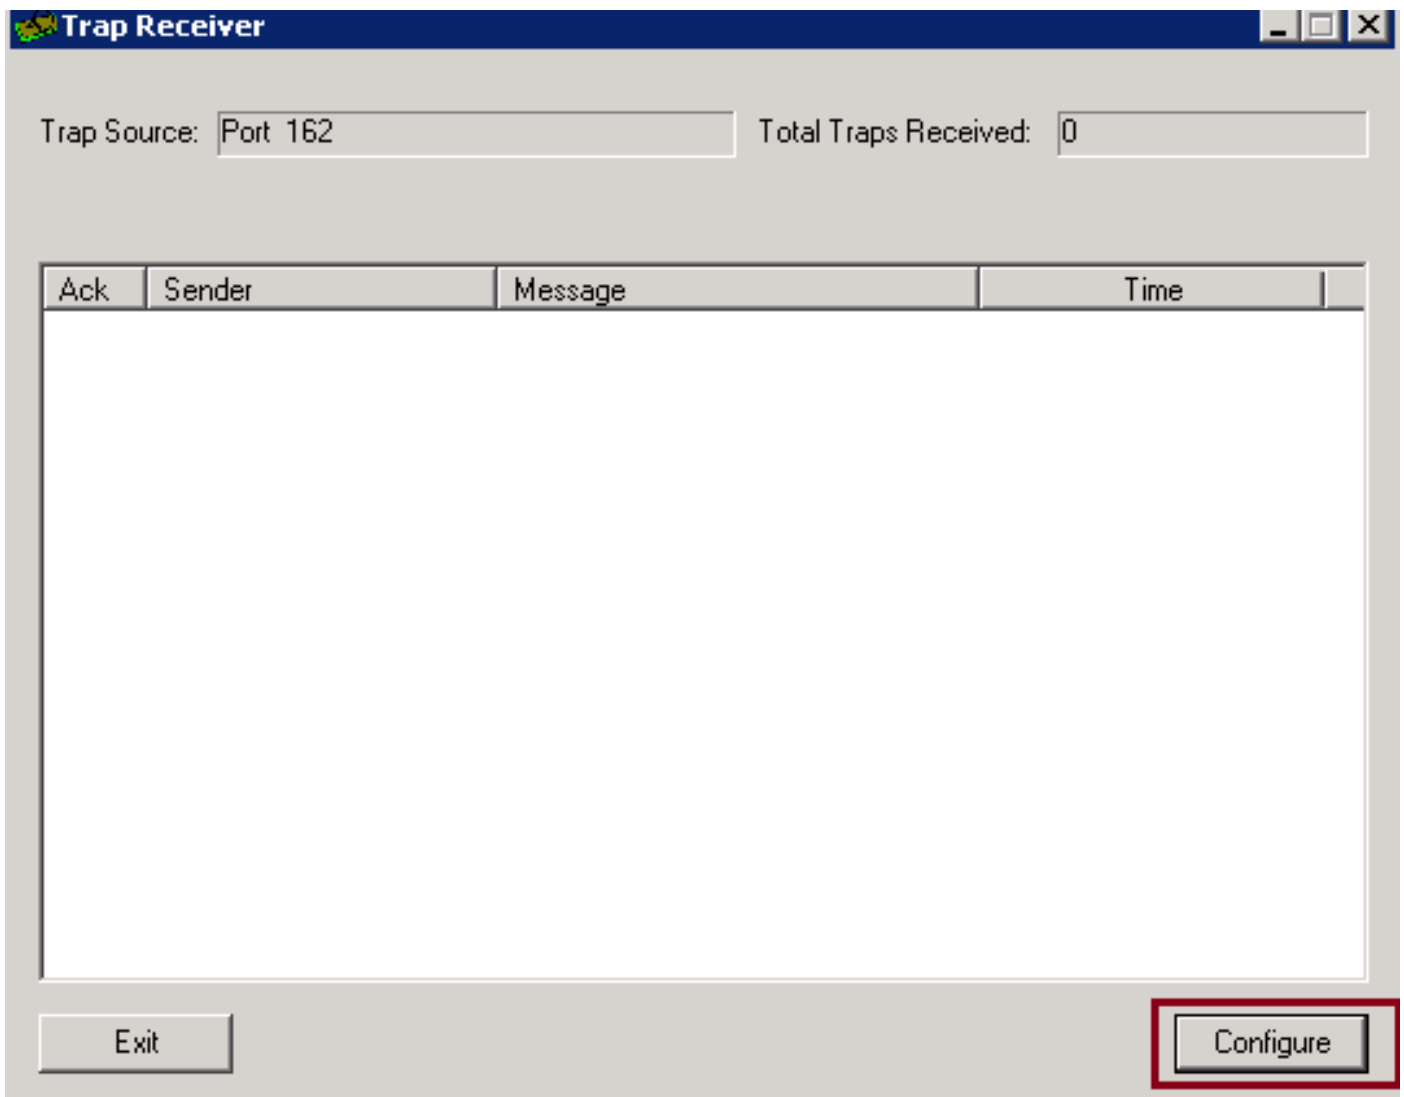 Trap Receiver
Trap Source: Port 162 Total Traps Received: 0
Ack Sender Message Time
Exit Configure